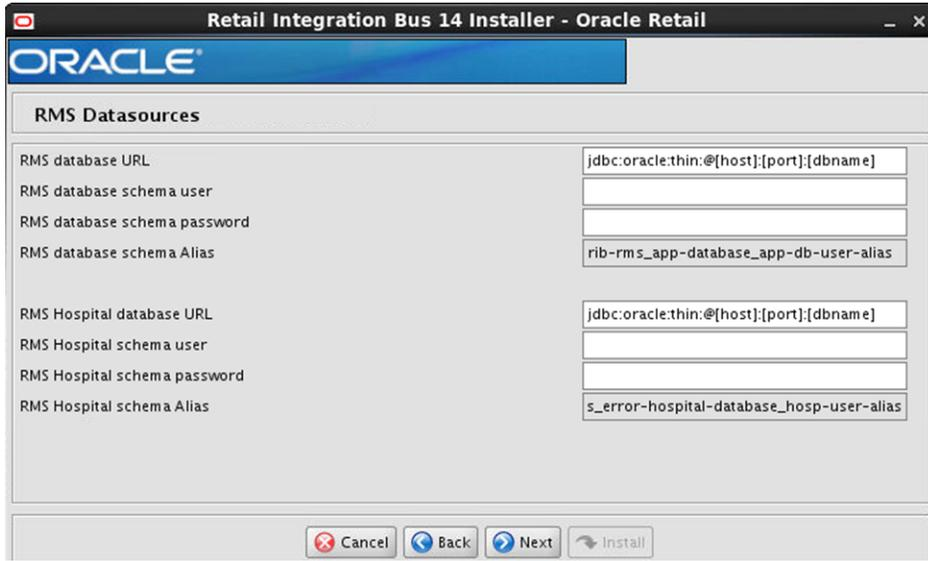 Retail Integration Bus 14 Installer - Oracle Retail
ORACLE®
RMS Datasources
RMS database URL jdbc:oracle:thin:@[host]:[port]:[dbname]
RMS database schema user
RMS database schema password
RMS database schema Alias rib-rms_app-database_app-db-user-alias
RMS Hospital database URL jdbc:oracle:thin:@[host]:[port]:[dbname]
RMS Hospital schema user
RMS Hospital schema password
RMS Hospital schema Alias s_error-hospital-database_hosp-user-alias
Cancel Back Next Install